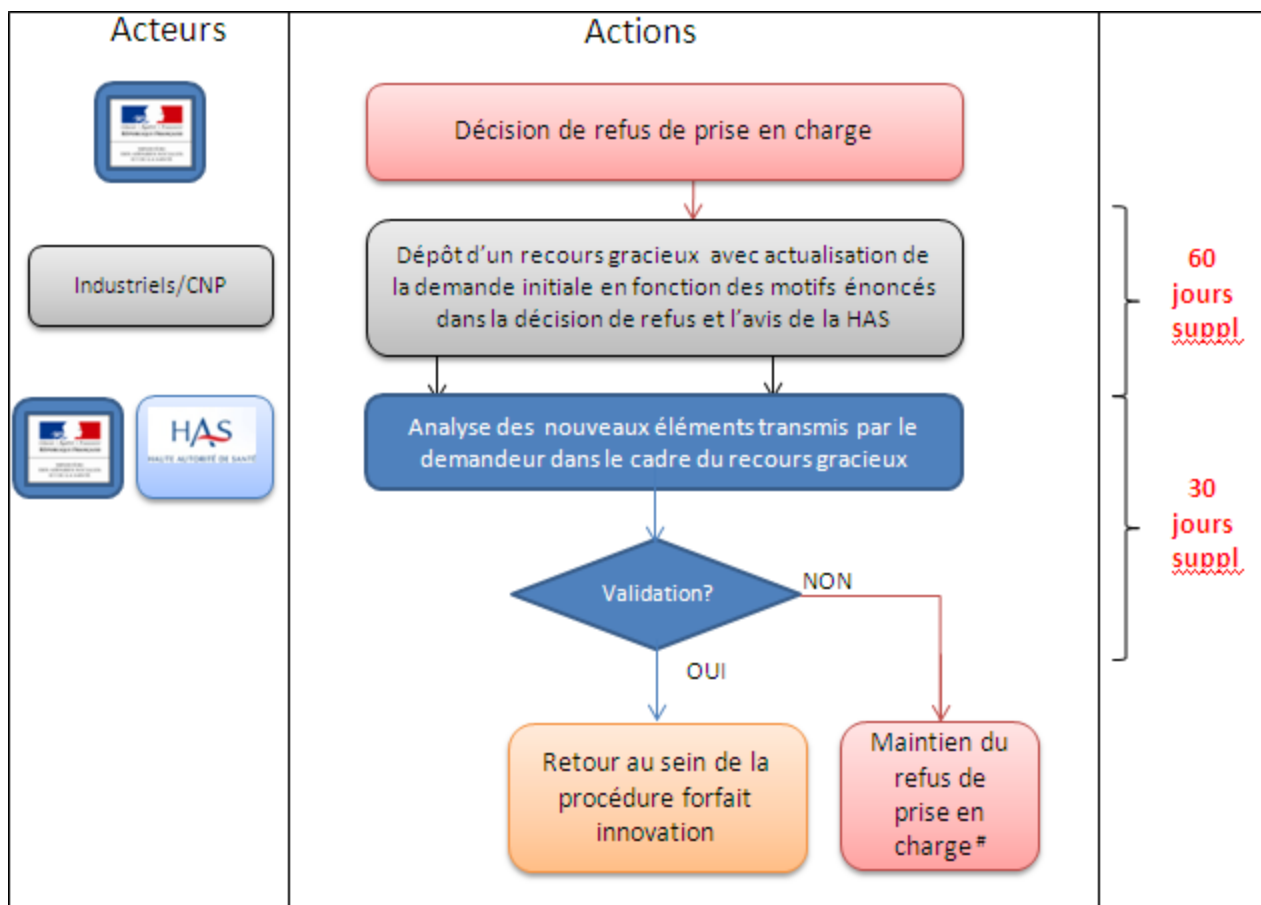 Acteurs
Actions
Décision de refus de prise en charge
Industriels/CNP
Dépôt d'un recours gracieux avec actualisation de
la demande initiale en fonction des motifs énoncés
dans la décision de refus et l'avis de la HAS
60
jours
suppl
HAS
HAUTE AUTORITÉ DE SANTÉ
Analyse des nouveaux éléments transmis par le
demandeur dans le cadre du recours gracieux
30
jours
suppl
Validation?
NON
OUI
Retour au sein de la
procédure forfait
innovation
Maintien du
refus de
prise en
charge #